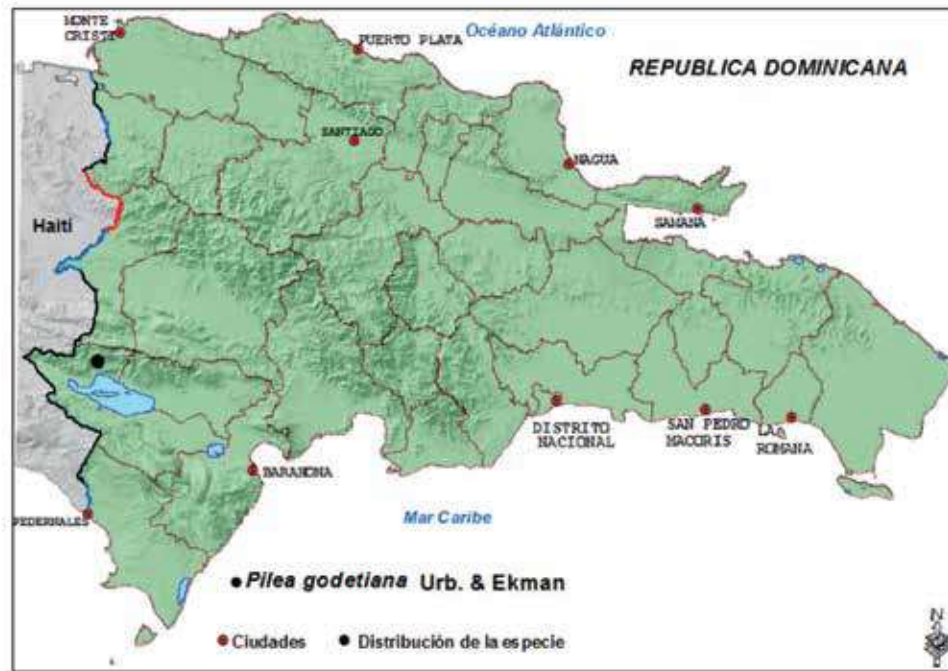 MONTE
CRISTI
PUERTO PLATA
Océano Atlántico
REPUBLICA DOMINICANA
SANTIAGO
NAGUA
Haití
SAMANA
DISTRITO
NACIONAL
SAN PEDRO
MACORIS
LA
ROMANA
BARAHONA
PEDERNALES
Mar Caribe
Pilea godetiana Urb. & Ekman
Ciudades
Distribución de la especie
N